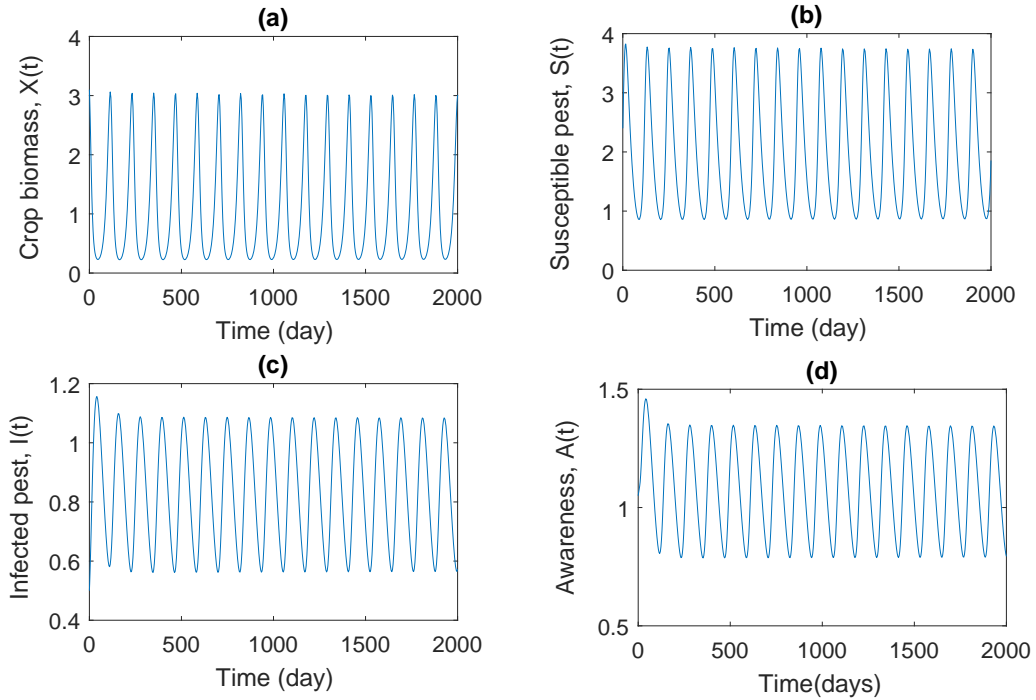 (a)
Crop biomass, X(t)
4
3
2
1
0
0 500 1000 1500 2000
Time (day)
(b)
Susceptible pest, S(t)
4
3
2
1
0
0 500 1000 1500 2000
Time (day)
(c)
Infected pest, I(t)
1.2
1
0.8
0.6
0.4
0 500 1000 1500 2000
Time (day)
(d)
Awareness, A(t)
1.5
1
0.5
0 500 1000 1500 2000
Time(days)